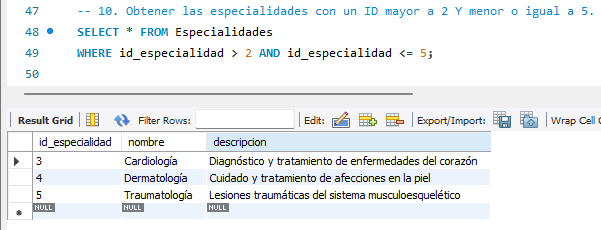 47 -- 10. Obtener las especialidades con un ID mayor a 2 Y menor o igual a 5.
48 SELECT * FROM Especialidades
49 WHERE id_especialidad > 2 AND id_especialidad <= 5;
50
Result Grid Filter Rows: Edit: Export/Import: Wrap Cell C
id_especialidad nombre descripcion
3 Cardiología Diagnóstico y tratamiento de enfermedades del corazón
4 Dermatología Cuidado y tratamiento de afecciones en la piel
5 Traumatología Lesiones traumáticas del sistema musculoesquelético
NULL NULL NULL